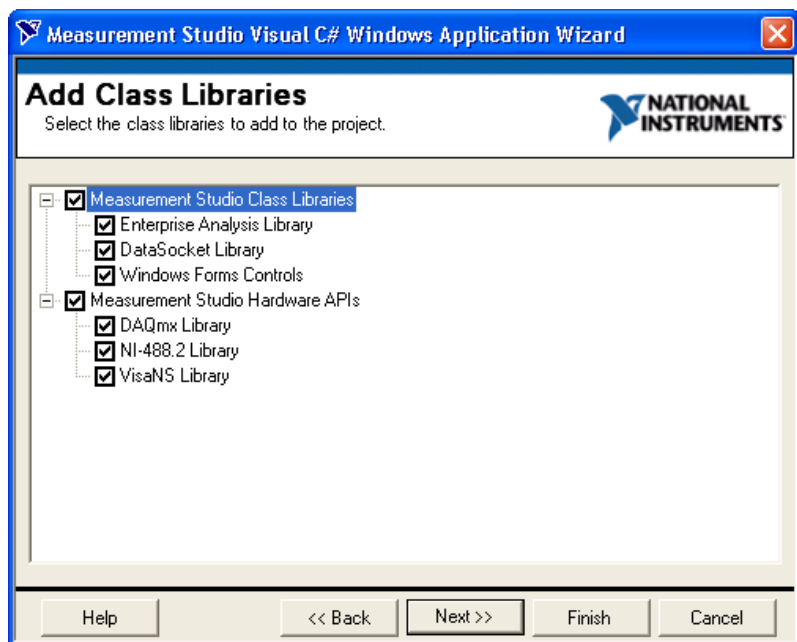 Measurement Studio Visual C# Windows Application Wizard
Add Class Libraries
Select the class libraries to add to the project.
NATIONAL
INSTRUMENTS
Measurement Studio Class Libraries
Enterprise Analysis Library
DataSocket Library
Windows Forms Controls
Measurement Studio Hardware APIs
DAQmx Library
NI-488.2 Library
VisaNS Library
Help
<< Back
Next >>
Finish
Cancel